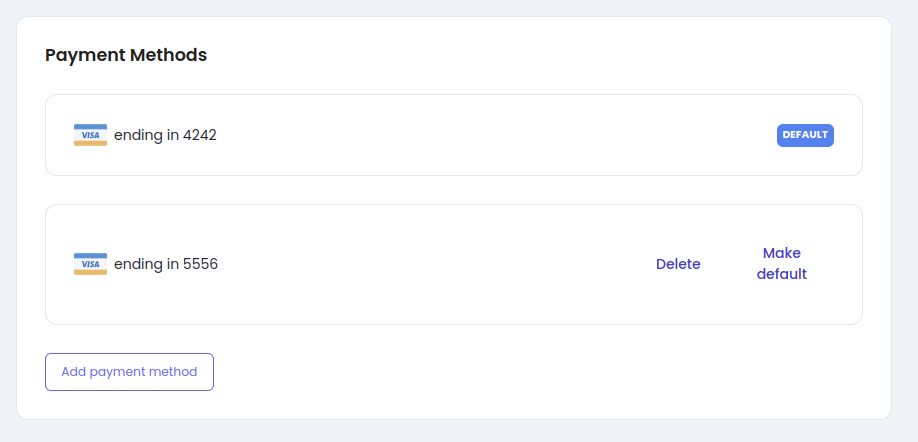 Payment Methods
VISA ending in 4242 DEFAULT
VISA ending in 5556 Delete Make
default
Add payment method